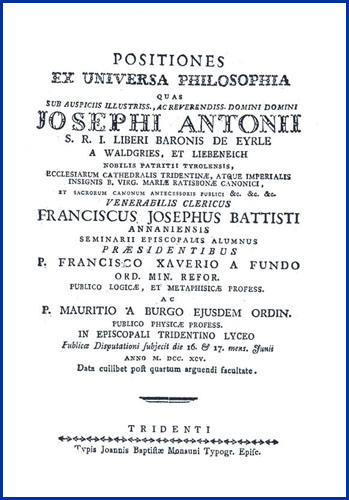 POSITIONES
EX UNIVERSA PHILOSOPHIA
QUAS
SUB AUSPICIIS ILLUSTRISS., AC REVERENDISS. DOMINI DOMINI
JOSEPHI ANTONII
S. R. I. LIBERI BARONIS DE EYRLE
A WALDGRIES, ET LIEBENEICH
NOBILIS PATRITII TYROLENSIS,
ECCLESIARUM CATHEDRALIS TRIDENTINÆ, ATQUE IMPERIALIS
INSIGNIS B. VIRG. MARIÆ RATISBONÆ CANONICI,
ET SACRORUM CANONUM ANTECESSORIS PUBLICI &c. &c. &c.
VENERABILIS CLERICUS
FRANCISCUS JOSEPHUS BATTISTI
ANNANIENSIS
SEMINARII EPISCOPALIS ALUMNUS
PRÆSIDENTIBUS
P. FRANCISCO XAVERIO A FUNDO
ORD. MIN. REFOR.
PUBLICO LOGICÆ, ET METAPHISICÆ PROFESS.
AC
P. MAURITIO A BURGO EJUSDEM ORDIN.
PUBLICO PHYSICÆ PROFESS.
IN EPISCOPALI TRIDENTINO LYCEO
Publicæ Disputationi subjecit die 16. & 17. mens. Junii
ANNO M. DCC. XCV.
Data cuilibet post quartum arguendi facultate.
TRIDENTI
Typis Joannis Baptistæ Monauni Typogr. Episc.